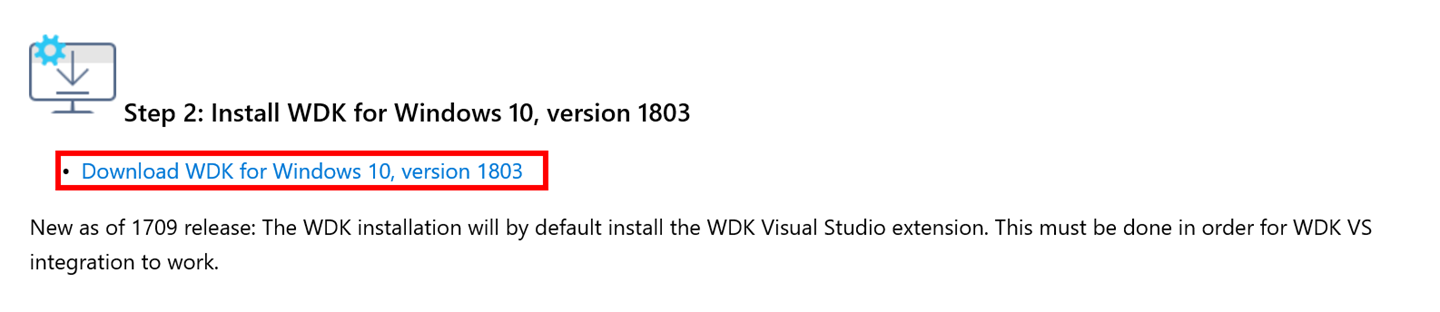 Step 2: Install WDK for Windows 10, version 1803
• Download WDK for Windows 10, version 1803
New as of 1709 release: The WDK installation will by default install the WDK Visual Studio extension. This must be done in order for WDK VS
integration to work.